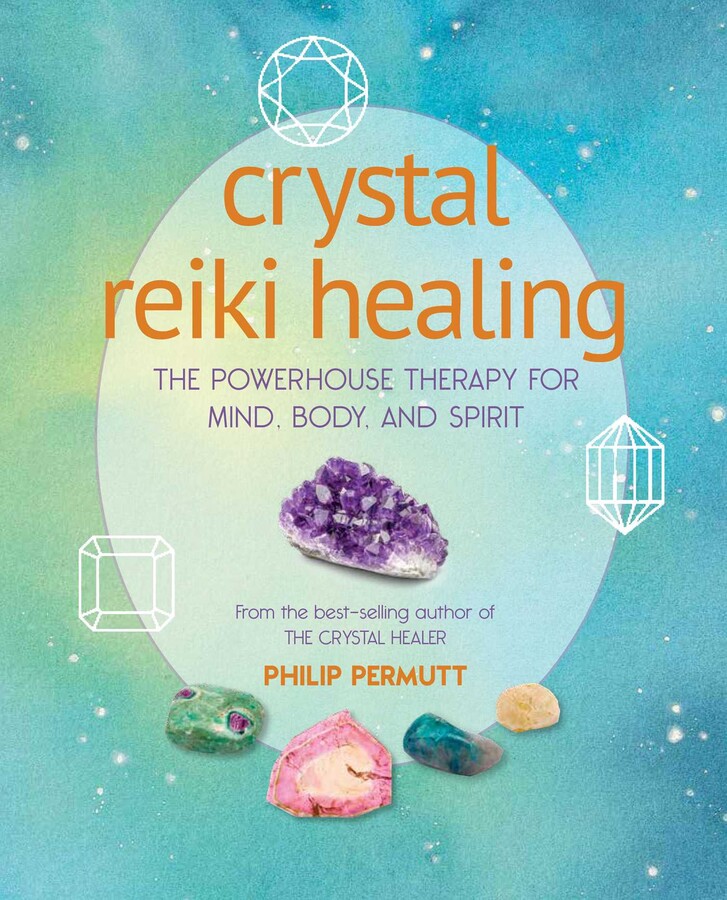 crystal
reiki healing
THE POWERHOUSE THERAPY FOR
MIND, BODY, AND SPIRIT
From the best-selling author of
THE CRYSTAL HEALER
PHILIP PERMUTT